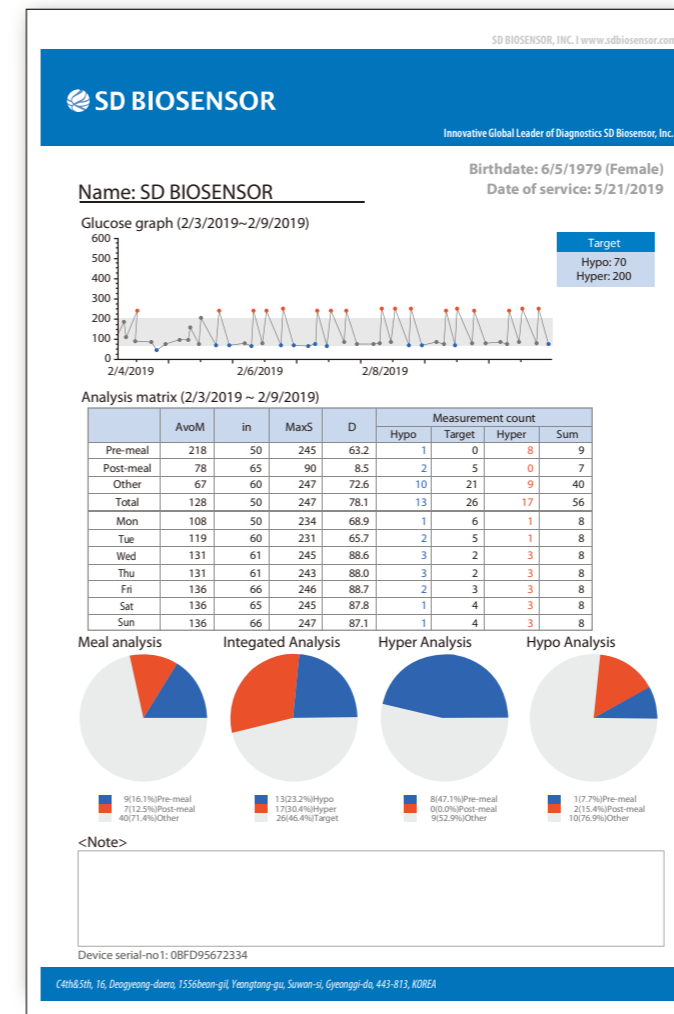 SD BIOSENSOR, INC. I www.sdbiosensor.com
SD BIOSENSOR
Innovative Global Leader of Diagnostics SD Biosensor, Inc.
Birthdate: 6/5/1979 (Female)
Name: SD BIOSENSOR
Date of service: 5/21/2019
Glucose graph (2/3/2019~2/9/2019)
600
500
400
300
200
100
0
2/4/2019 2/6/2019 2/8/2019
Target
Hypo: 70
Hyper: 200
Analysis matrix (2/3/2019 ~ 2/9/2019)
AvoM in MaxS D Measurement count
Hypo Target Hyper Sum
Pre-meal 218 50 245 63.2 1 0 8 9
Post-meal 78 65 90 8.5 2 5 0 7
Other 67 60 247 72.6 10 21 9 40
Total 128 50 247 78.1 13 26 17 56
Mon 108 50 234 68.9 1 6 1 8
Tue 119 60 231 65.7 2 5 1 8
Wed 131 61 245 88.6 3 2 3 8
Thu 131 61 243 88.0 3 2 3 8
Fri 136 66 246 88.7 2 3 3 8
Sat 136 65 245 87.8 1 4 3 8
Sun 136 66 247 87.1 1 4 3 8
Meal analysis Integated Analysis Hyper Analysis Hypo Analysis
9(16.1%)Pre-meal 13(23.2%)Hypo 8(47.1%)Pre-meal 1(7.7%)Pre-meal
7(12.5%)Post-meal 17(30.4%)Hyper 0(0.0%)Post-meal 2(15.4%)Post-meal
40(71.4%)Other 26(46.4%)Target 9(52.9%)Other 10(76.9%)Other
<Note>
Device serial-no1: 0BFD95672334
C4th&5th, 16, Deogyeong-daero, 1556beon-gil, Yeongtong-gu, Suwon-si, Gyeonggi-do, 443-813, KOREA